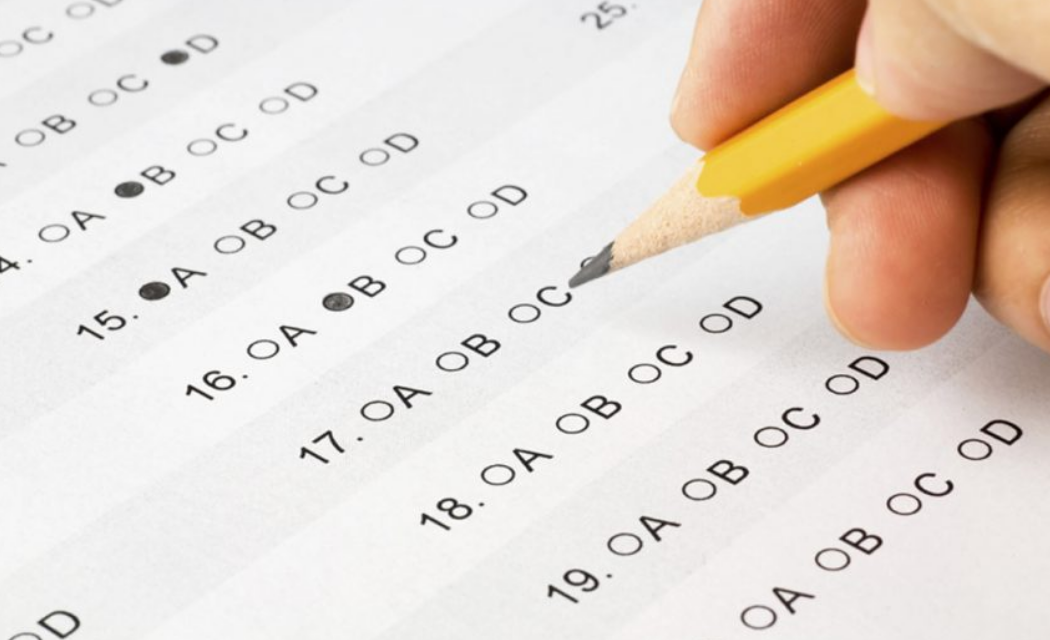 C
B C D
4. A B C D
15. A B C D
16. A B C D
17. A B C
18. A B C D
19. A B C D
A B C D
D
25.